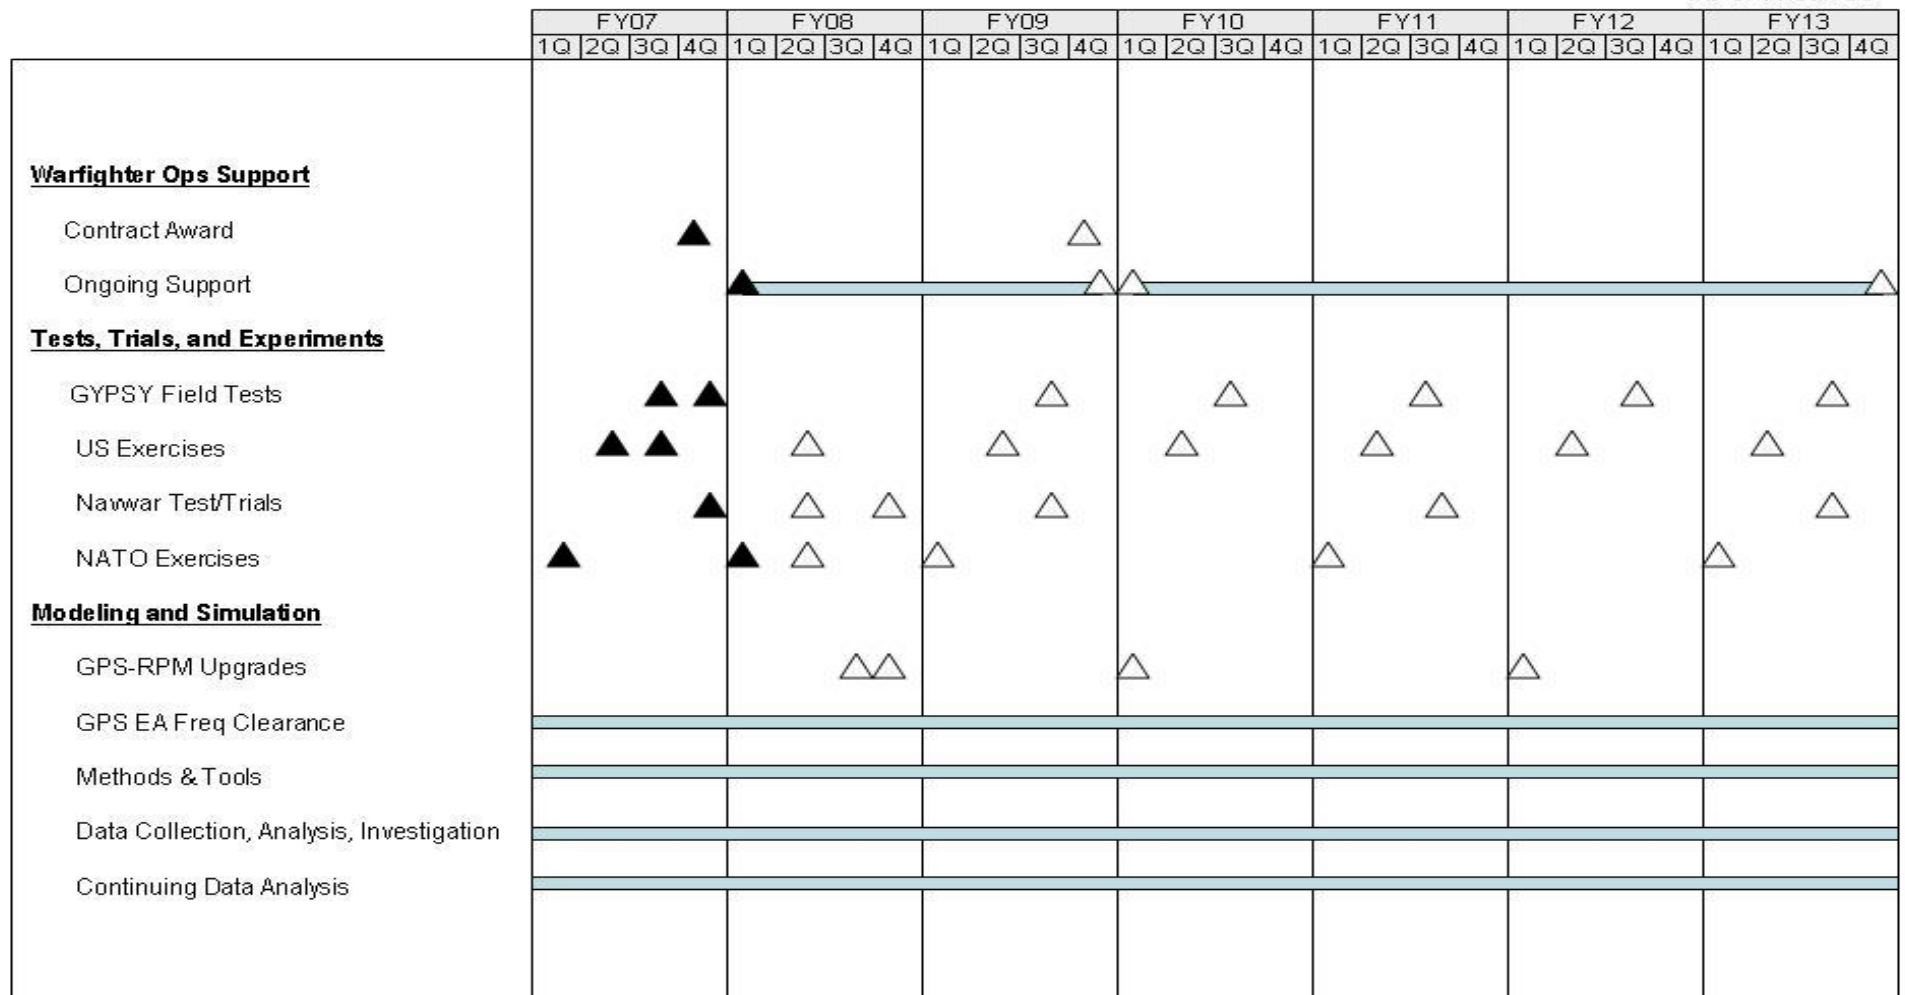 FY07 FY08 FY09 FY10 FY11 FY12 FY13
1Q 2Q 3Q 4Q 1Q 2Q 3Q 4Q 1Q 2Q 3Q 4Q 1Q 2Q 3Q 4Q 1Q 2Q 3Q 4Q 1Q 2Q 3Q 4Q 1Q 2Q 3Q 4Q
Warfighter Ops Support
Contract Award
Ongoing Support
Tests, Trials, and Experiments
GYPSY Field Tests
US Exercises
Navwar Test/Trials
NATO Exercises
Modeling and Simulation
GPS-RPM Upgrades
GPS EA Freq Clearance
Methods & Tools
Data Collection, Analysis, Investigation
Continuing Data Analysis